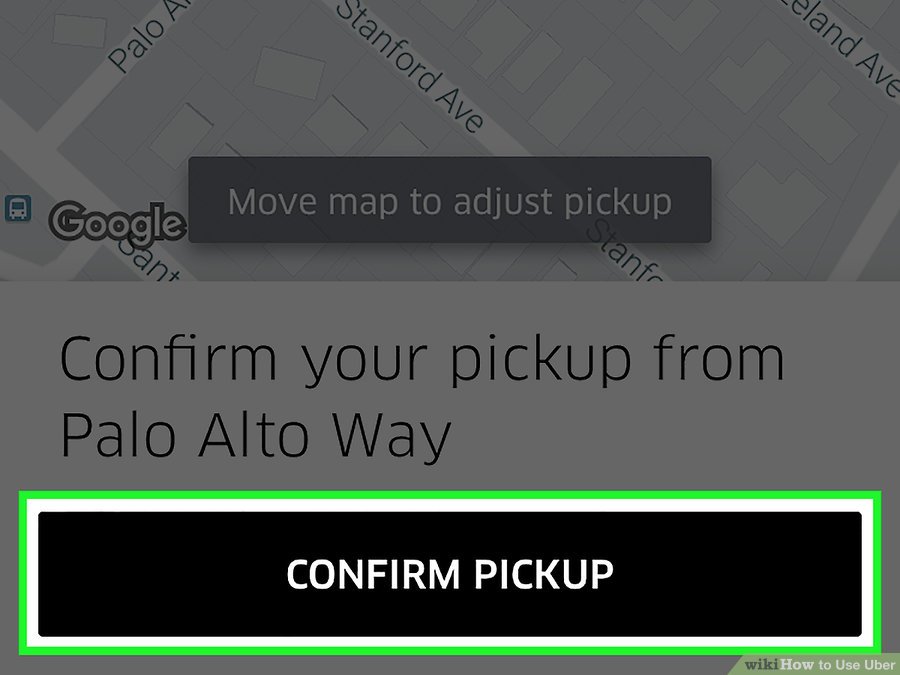 Palo A
Stanford Ave
eland Ave
Move map to adjust pickup
Google
Sant
Stanfo
Confirm your pickup from
Palo Alto Way
CONFIRM PICKUP
wikiHow to Use Uber